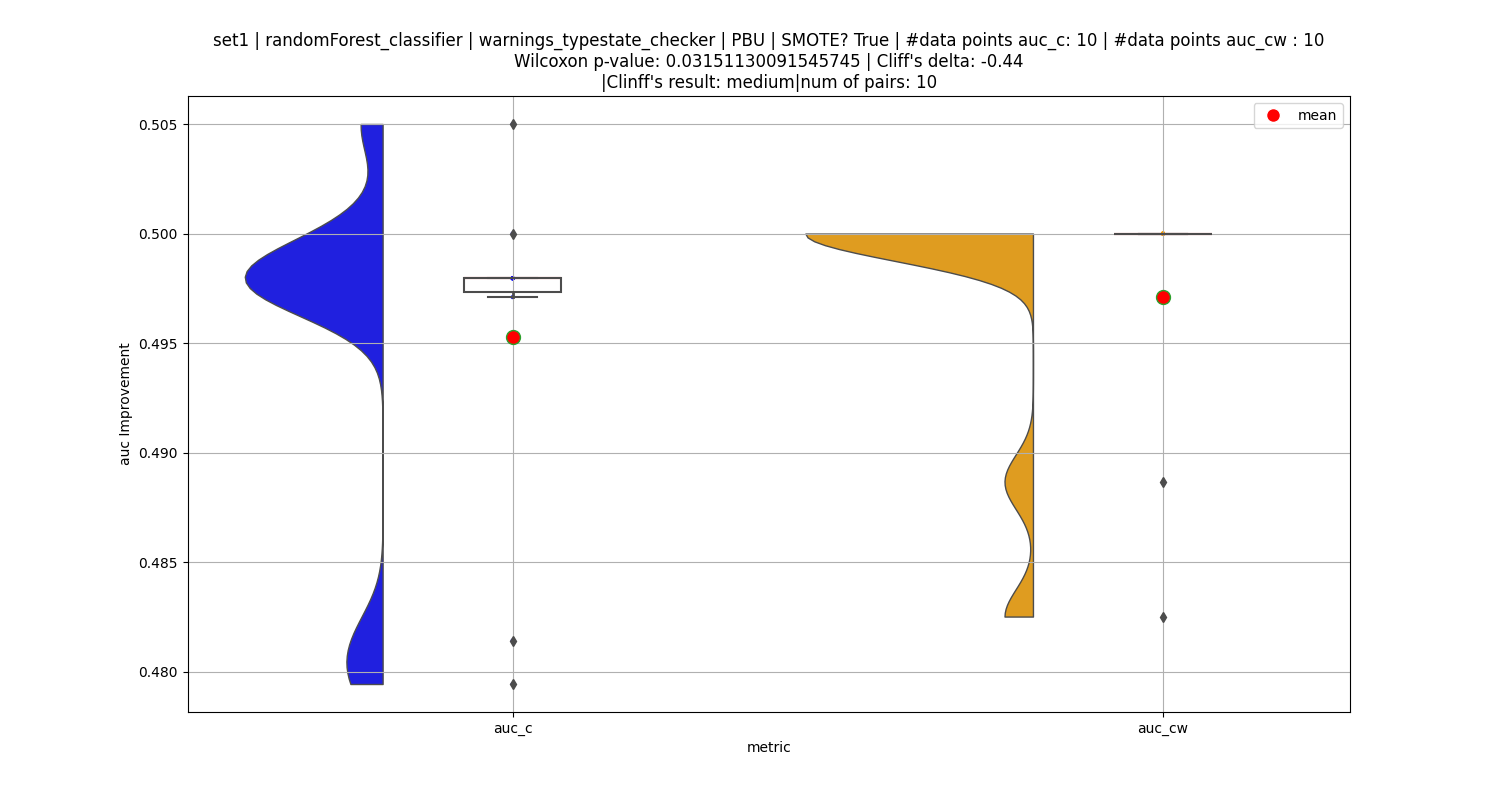 set1 | randomForest_classifier | warnings_typestate_checker | PBU | SMOTE? True | #data points auc_c: 10 | #data points auc_cw : 10
Wilcoxon p-value: 0.03151130091545745 | Cliff's delta: -0.44
|Clinff's result: medium|num of pairs: 10
mean
0.505
0.500
0.495
0.490
0.485
0.480
auc Improvement
auc_c
auc_cw
metric